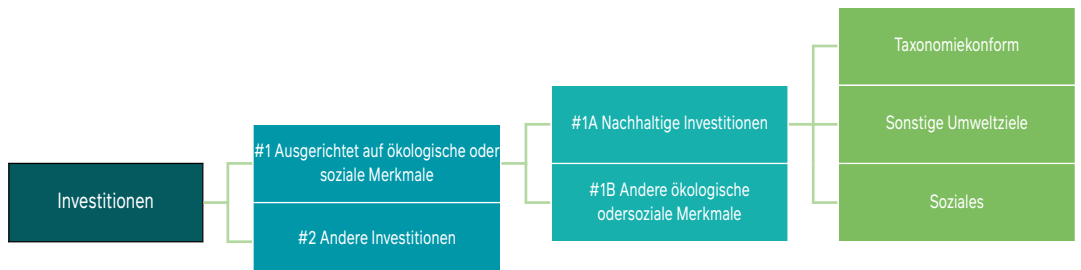 Investitionen
#1 Ausgerichtet auf ökologische oder
soziale Merkmale
#2 Andere Investitionen
#1A Nachhaltige Investitionen
#1B Andere ökologische
odersoziale Merkmale
Taxonomiekonform
Sonstige Umweltziele
Soziales